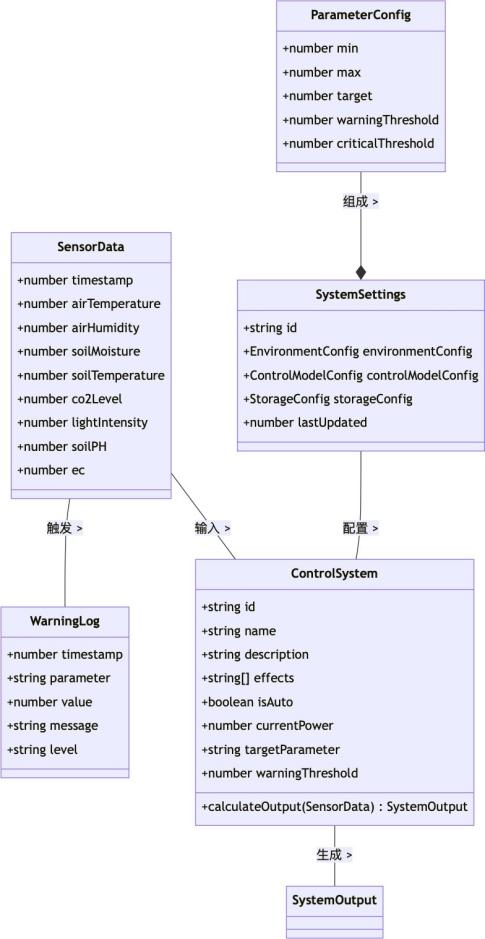 ParameterConfig
+number min
+number max
+number target
+number warningThreshold
+number criticalThreshold
组成 >
SensorData
+number timestamp
+number airTemperature
+number airHumidity
+number soilMoisture
+number soilTemperature
+number co2Level
+number lightIntensity
+number soilPH
+number ec
SystemSettings
+string id
+EnvironmentConfig environmentConfig
+ControlModelConfig controlModelConfig
+StorageConfig storageConfig
+number lastUpdated
触发 >
输入 >
配置 >
WarningLog
+number timestamp
+string parameter
+number value
+string message
+string level
ControlSystem
+string id
+string name
+string description
+string[] effects
+boolean isAuto
+number currentPower
+string targetParameter
+number warningThreshold
+calculateOutput(SensorData) : SystemOutput
生成 >
SystemOutput